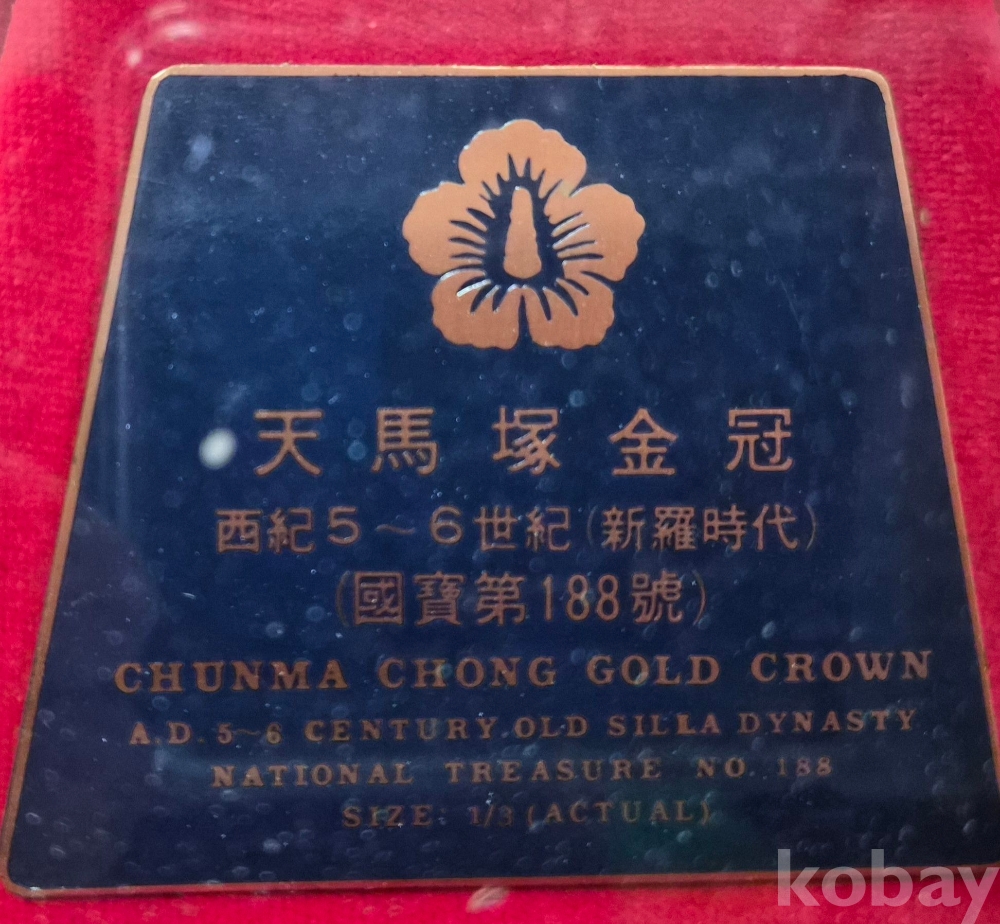 天馬塚金冠
西紀5~6世紀(新羅時代)
(國寶第188號)
CHUNMA CHONG GOLD CROWN
A.D. 5~6 CENTURY.OLD SILLA DYNASTY
NATIONAL TREASURE NO. 188
SIZE: 1/3 (ACTUAL)
kobay